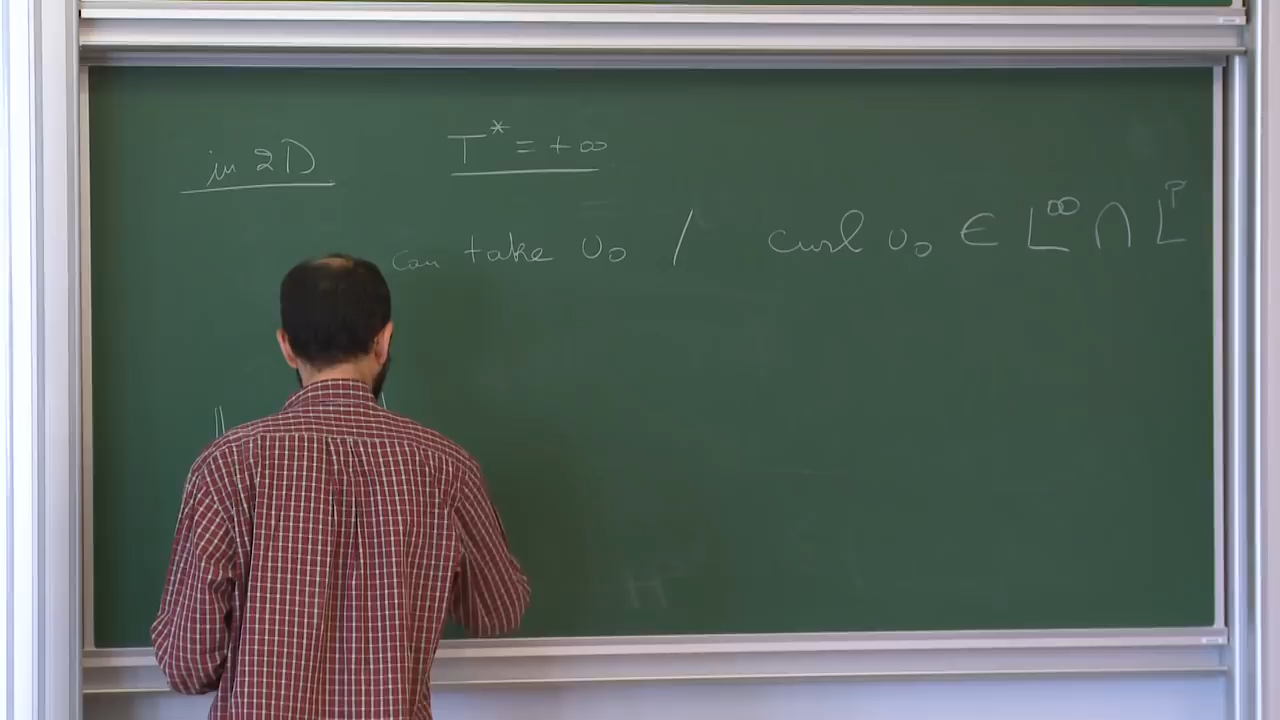 in 2D T* = +∞
can take u₀ / curl u₀ ∈ L^∞ ∩ L^p
||